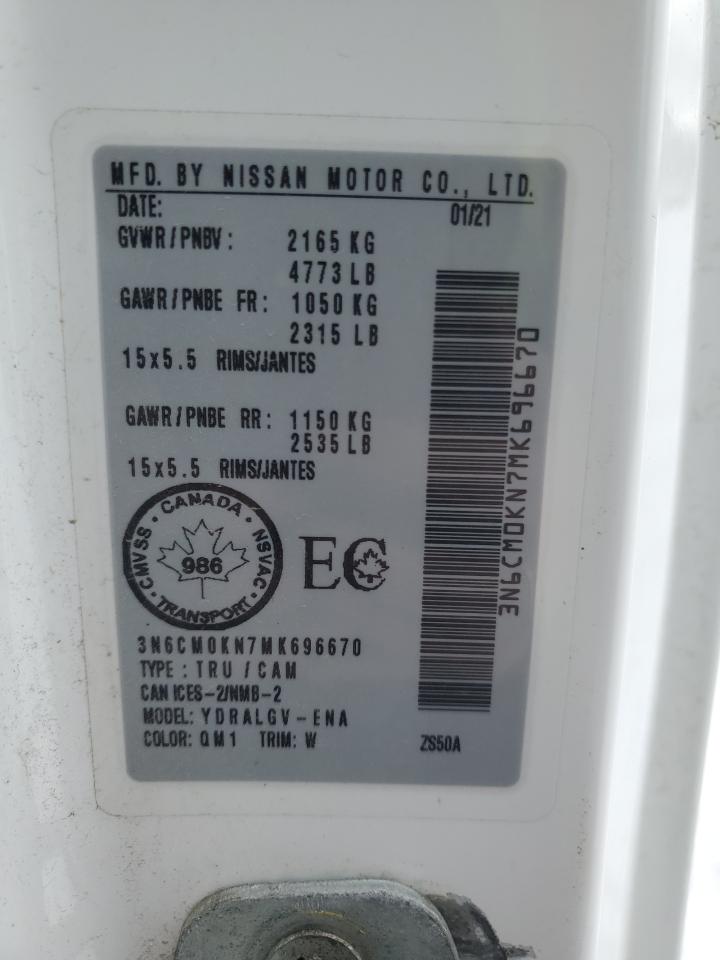 MFD. BY NISSAN MOTOR CO., LTD.
DATE: 01/21
GVWR/PNBV: 2165 KG
4773 LB
GAWR/PNBE FR: 1050 KG
2315 LB
15x5.5 RIMS/JANTES
GAWR/PNBE RR: 1150 KG
2535 LB
15x5.5 RIMS/JANTES
CANADA
CMVSS
NSVAC
986
TRANSPORT
EC
3N6CM0KN7MK696670
TYPE: TRU / CAM
CAN ICES-2/NMB-2
MODEL: YDRALGV-ENA
COLOR: QM1 TRIM: W ZS50A
3N6CM0KN7MK696670